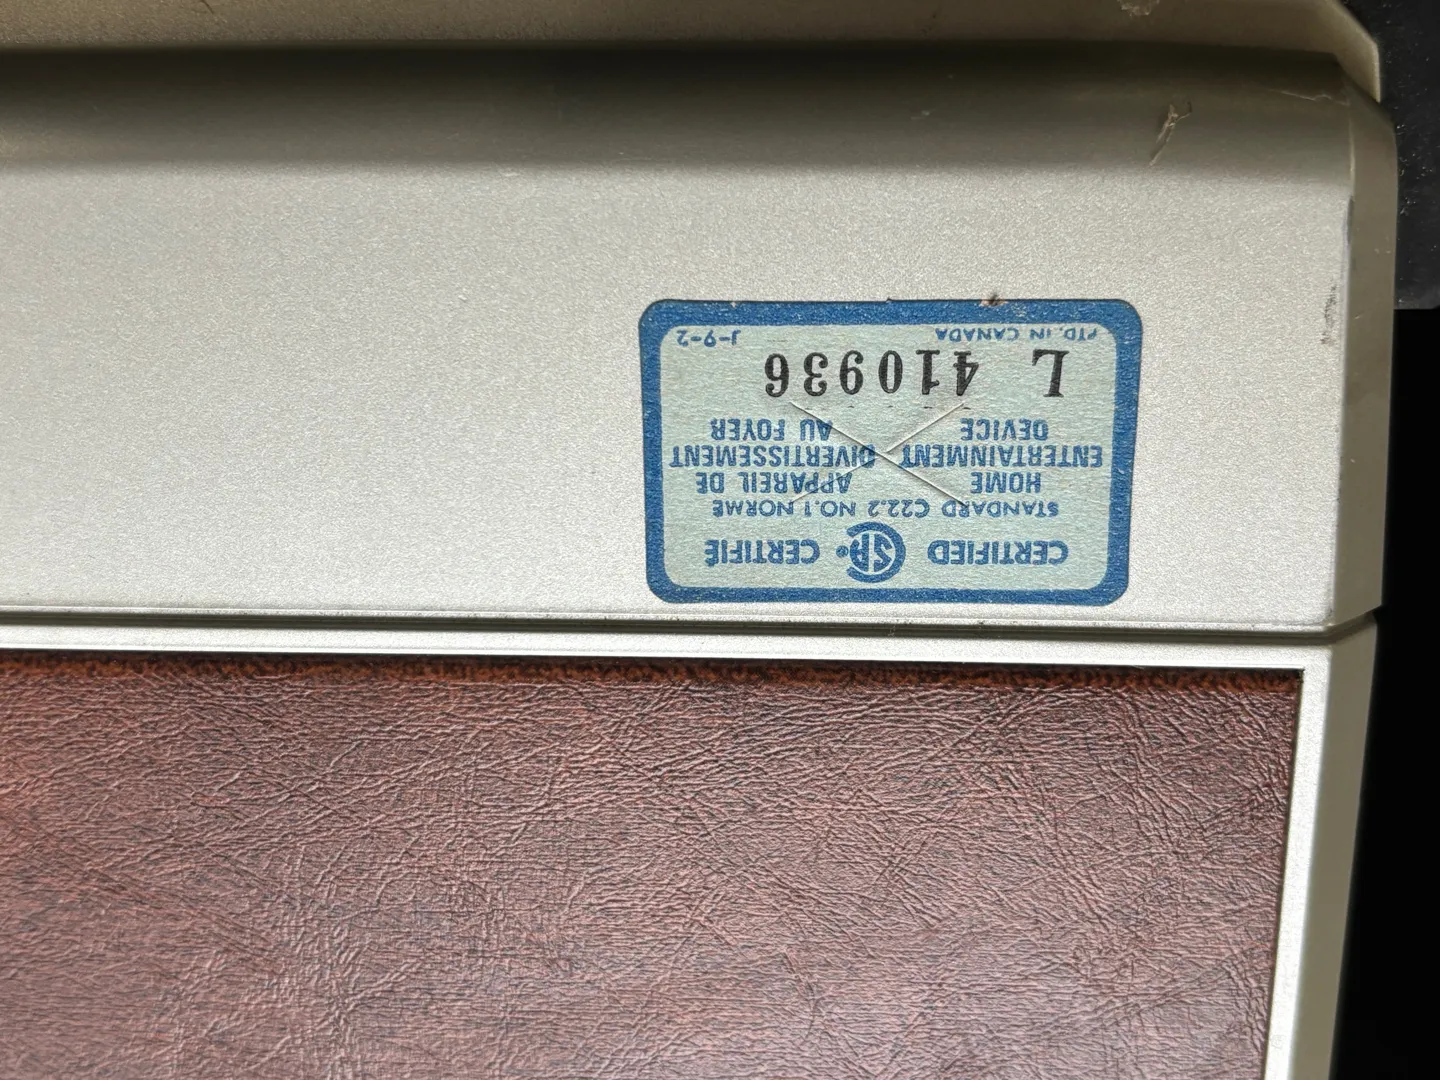 CERTIFIED CSA ® CERTIFIÉ
STANDARD C22.2 NO.1 NORME
HOME APPAREIL DE
ENTERTAINMENT DIVERTISSEMENT
DEVICE AU FOYER
L 410936
PTD. IN CANADA J-9-2